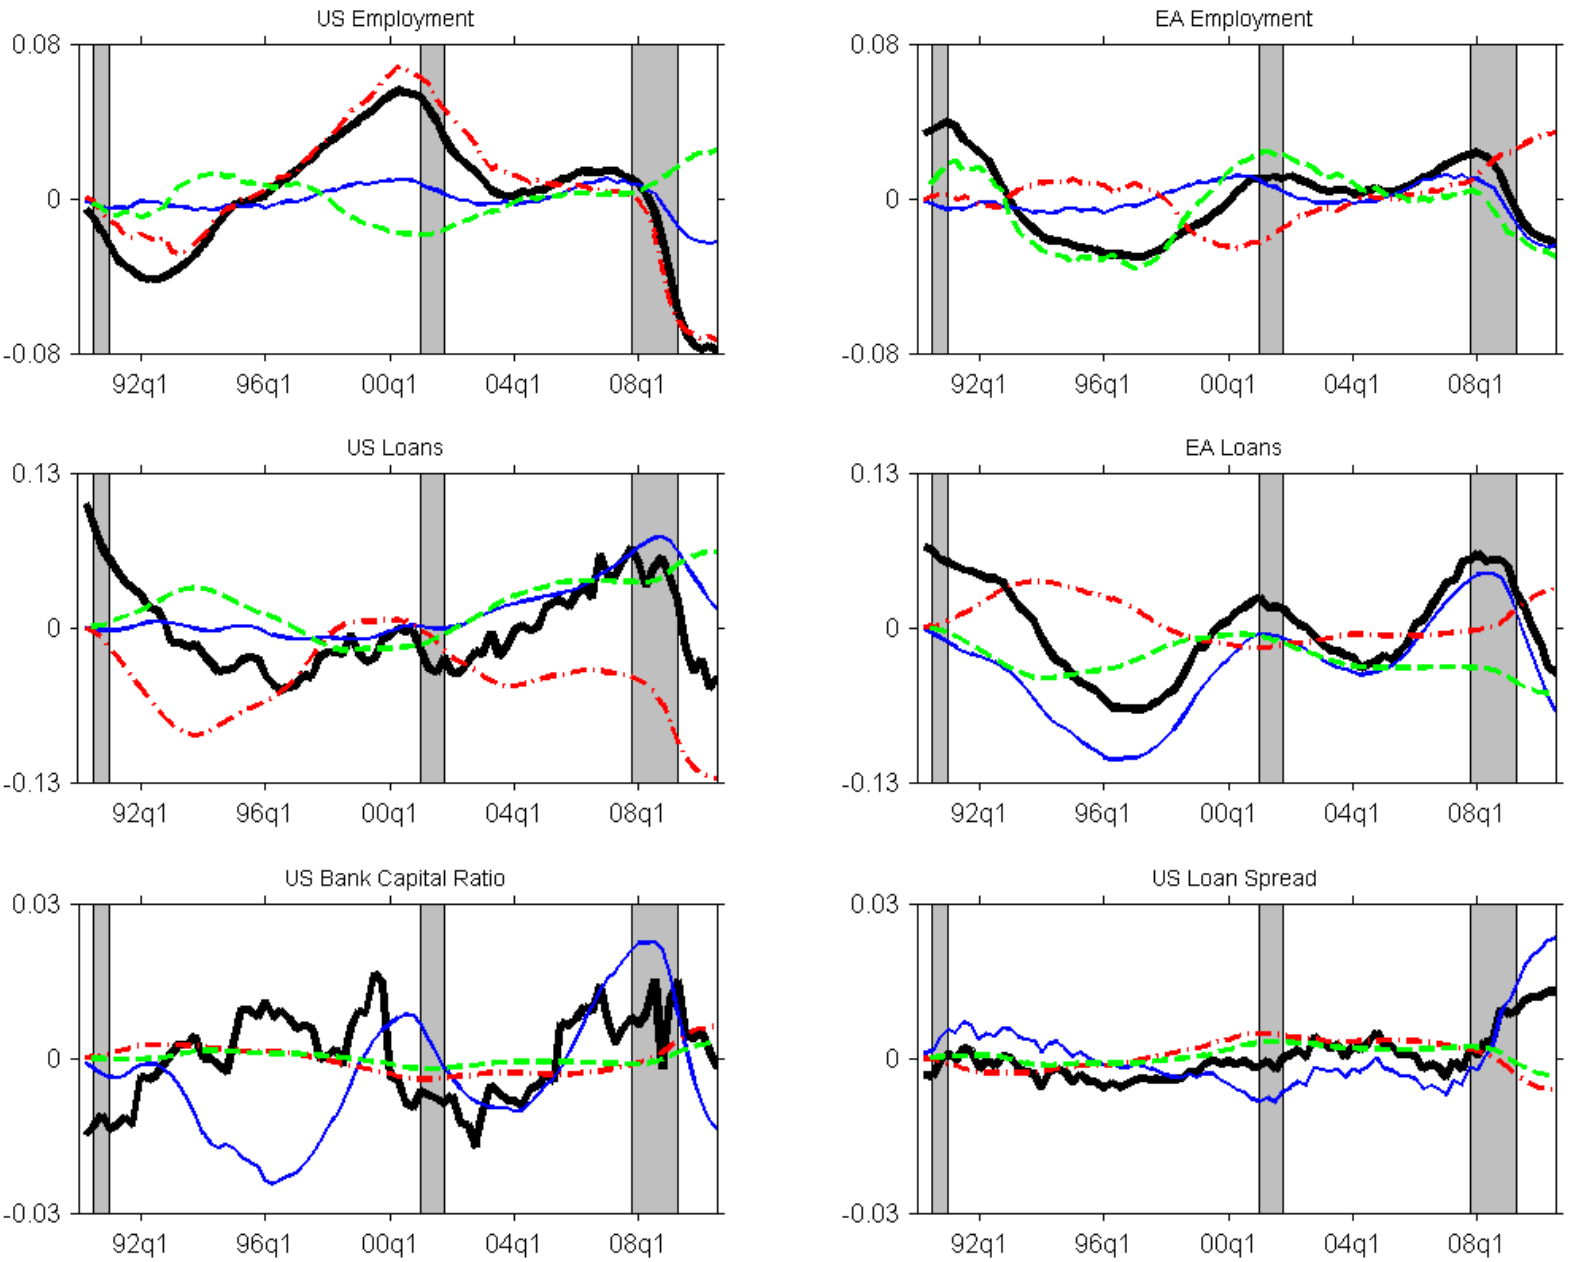 US Employment
0.08
0
-0.08
92q1 96q1 00q1 04q1 08q1
EA Employment
0.08
0
-0.08
92q1 96q1 00q1 04q1 08q1
US Loans
0.13
0
-0.13
92q1 96q1 00q1 04q1 08q1
EA Loans
0.13
0
-0.13
92q1 96q1 00q1 04q1 08q1
US Bank Capital Ratio
0.03
0
-0.03
92q1 96q1 00q1 04q1 08q1
US Loan Spread
0.03
0
-0.03
92q1 96q1 00q1 04q1 08q1